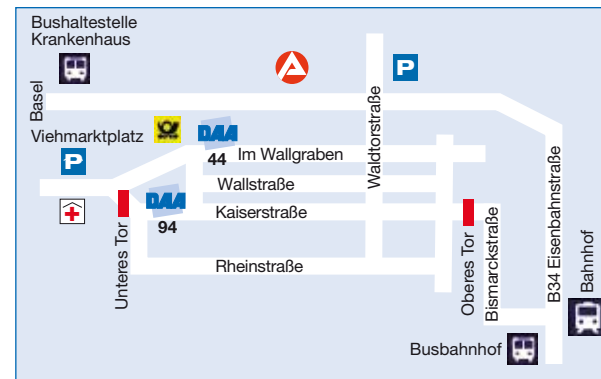 Bushaltestelle
Krankenhaus
P
Basel
Viehmarktplatz
DAA
44
Im Wallgraben
Waldtorstraße
P
Wallstraße
DAA
94
Kaiserstraße
Unteres Tor
Rheinstraße
Oberes Tor
Bismarckstraße
B34 Eisenbahnstraße
Bahnhof
Busbahnhof